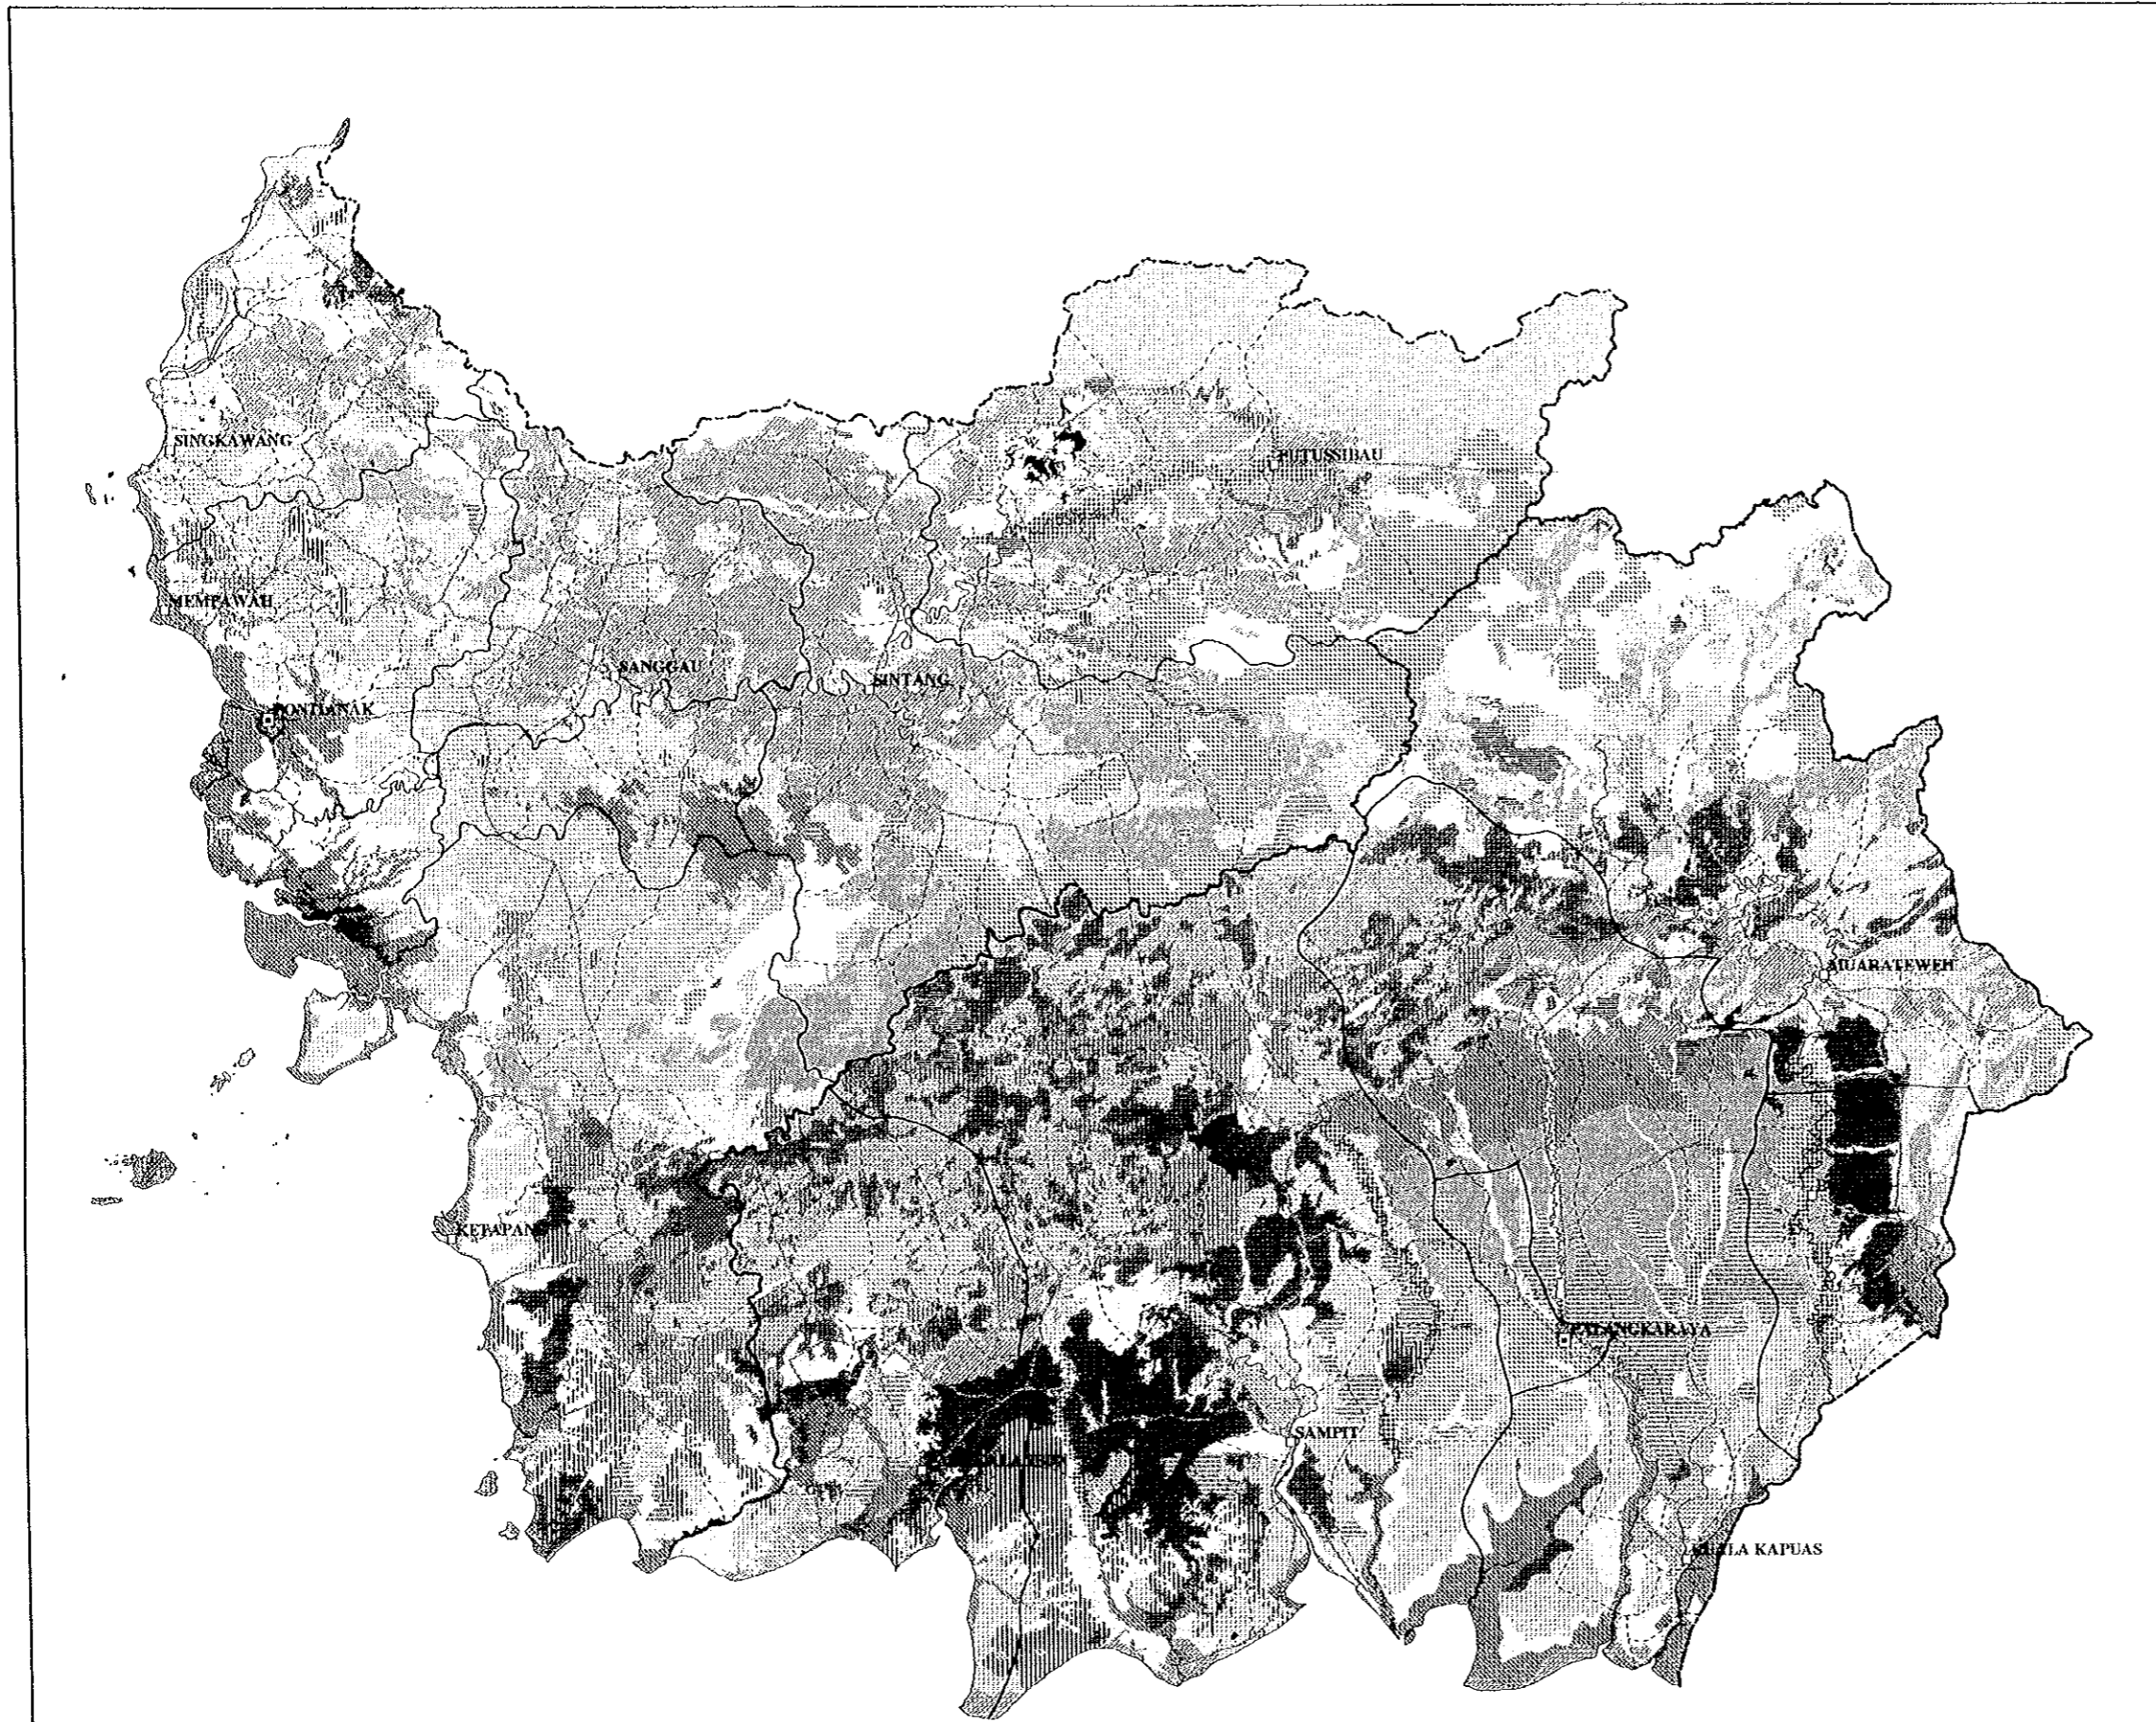 SINGKAWANG
PUTUSSIBAU
MEMPAWAH
SANGGAU
SINTANG
PONTIANAK
MUARATEWEH
KETAPANG
PALANGKARAYA
SAMPIT
KUALA KAPUAS